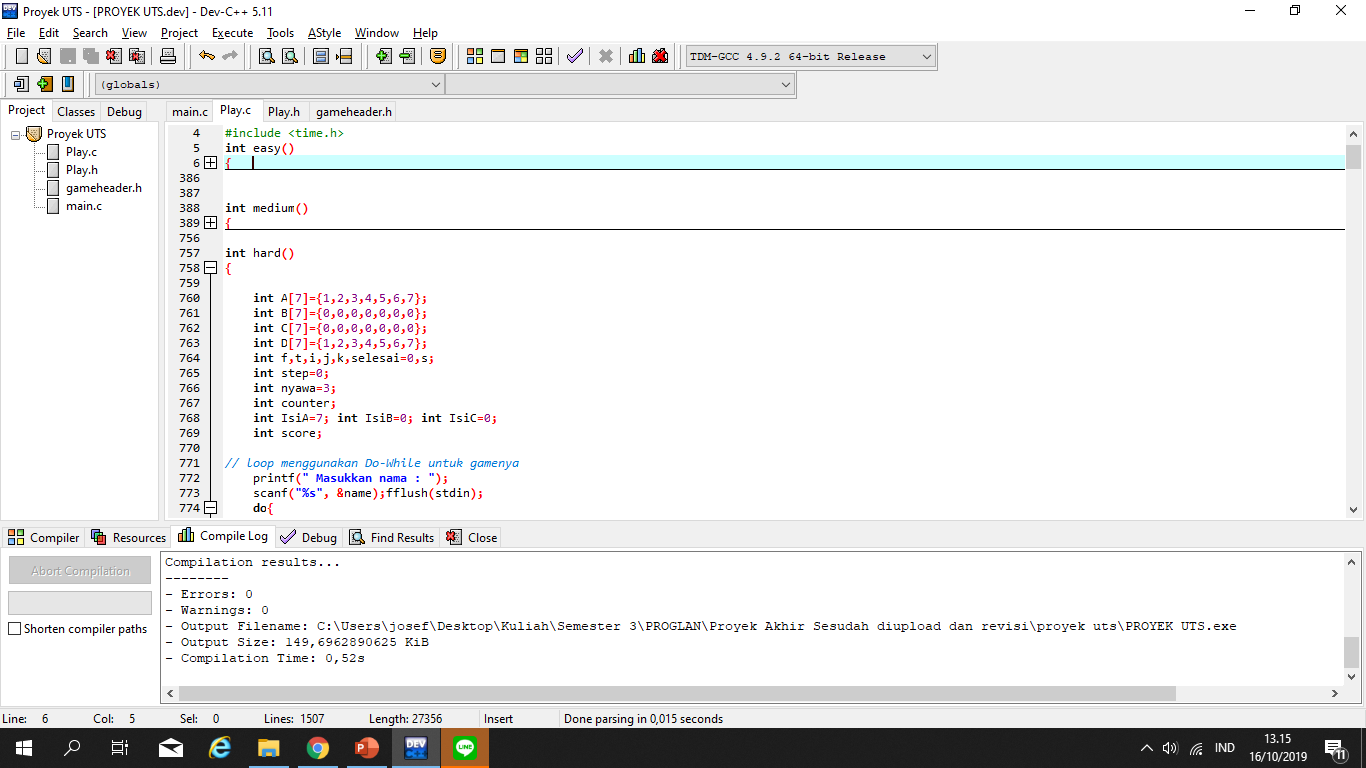 Proyek UTS - [PROYEK UTS.dev] - Dev-C++ 5.11
File Edit Search View Project Execute Tools AStyle Window Help
TDM-GCC 4.9.2 64-bit Release
(globals)
Project Classes Debug
main.c Play.c Play.h gameheader.h
Proyek UTS
Play.c
Play.h
gameheader.h
main.c
4 #include <time.h>
5 int easy()
6 {
386
387
388 int medium()
389 {
756
757 int hard()
758 {
759
760 int A[7]={1,2,3,4,5,6,7};
761 int B[7]={0,0,0,0,0,0,0};
762 int C[7]={0,0,0,0,0,0,0};
763 int D[7]={1,2,3,4,5,6,7};
764 int f,t,i,j,k,selesai=0,s;
765 int step=0;
766 int nyawa=3;
767 int counter;
768 int IsiA=7; int IsiB=0; int IsiC=0;
769 int score;
770
771 // loop menggunakan Do-While untuk gamenya
772 printf(" Masukkan nama : ");
773 scanf("%s", &name);fflush(stdin);
774 do{
Compiler Resources Compile Log Debug Find Results Close
Abort Compilation
Shorten compiler paths
Compilation results...
--------
- Errors: 0
- Warnings: 0
- Output Filename: C:\Users\josef\Desktop\Kuliah\Semester 3\PROGLAN\Proyek Akhir Sesudah diupload dan revisi\proyek uts\PROYEK UTS.exe
- Output Size: 149,6962890625 KiB
- Compilation Time: 0,52s
Line: 6 Col: 5 Sel: 0 Lines: 1507 Length: 27356 Insert Done parsing in 0,015 seconds
DEV
LINE
IND
13.15
16/10/2019
11